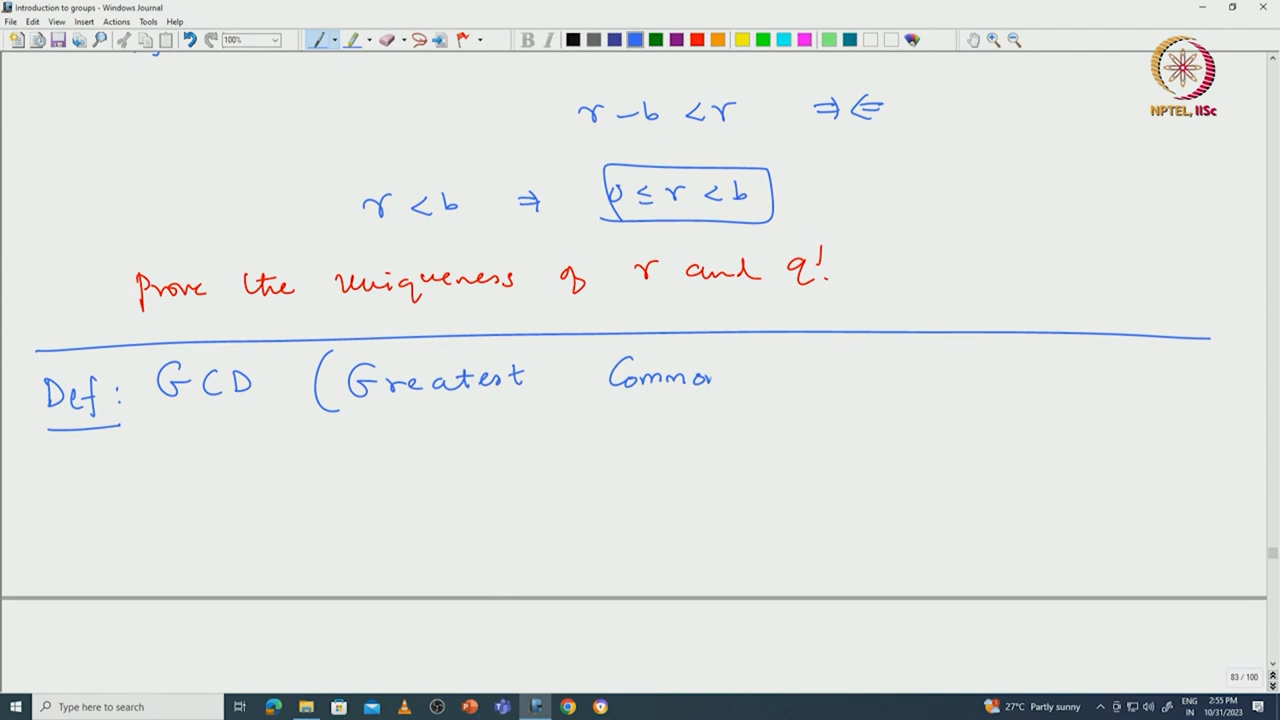 Introduction to groups - Windows Journal
File Edit View Insert Actions Tools Help
100%
B I
NPTEL, IISc
r - b < r ⇒⇐
r < b ⇒ 0 ≤ r < b
Prove the uniqueness of r and q!
Def: GCD (Greatest Common
83 / 100
Type here to search
27°C Partly sunny
ENG
IN
2:55 PM
10/31/2023